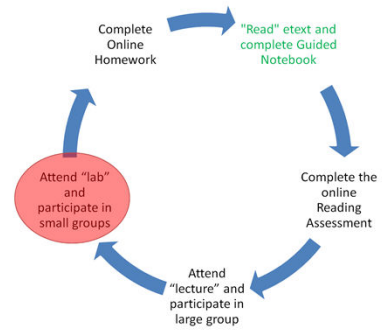 Complete
Online
Homework
"Read" etext and
complete Guided
Notebook
Complete the
online
Reading
Assessment
Attend
“lecture” and
participate in
large group
Attend “lab”
and
participate in
small groups